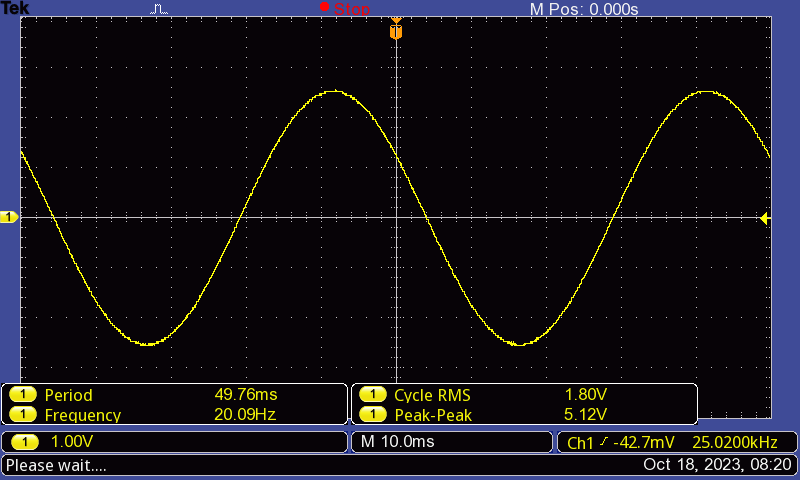 Tek Stop M Pos: 0.000s
T
1
1 Period 49.76ms 1 Cycle RMS 1.80V
1 Frequency 20.09Hz 1 Peak-Peak 5.12V
1 1.00V M 10.0ms Ch1 -42.7mV 25.0200kHz
Please wait.... Oct 18, 2023, 08:20